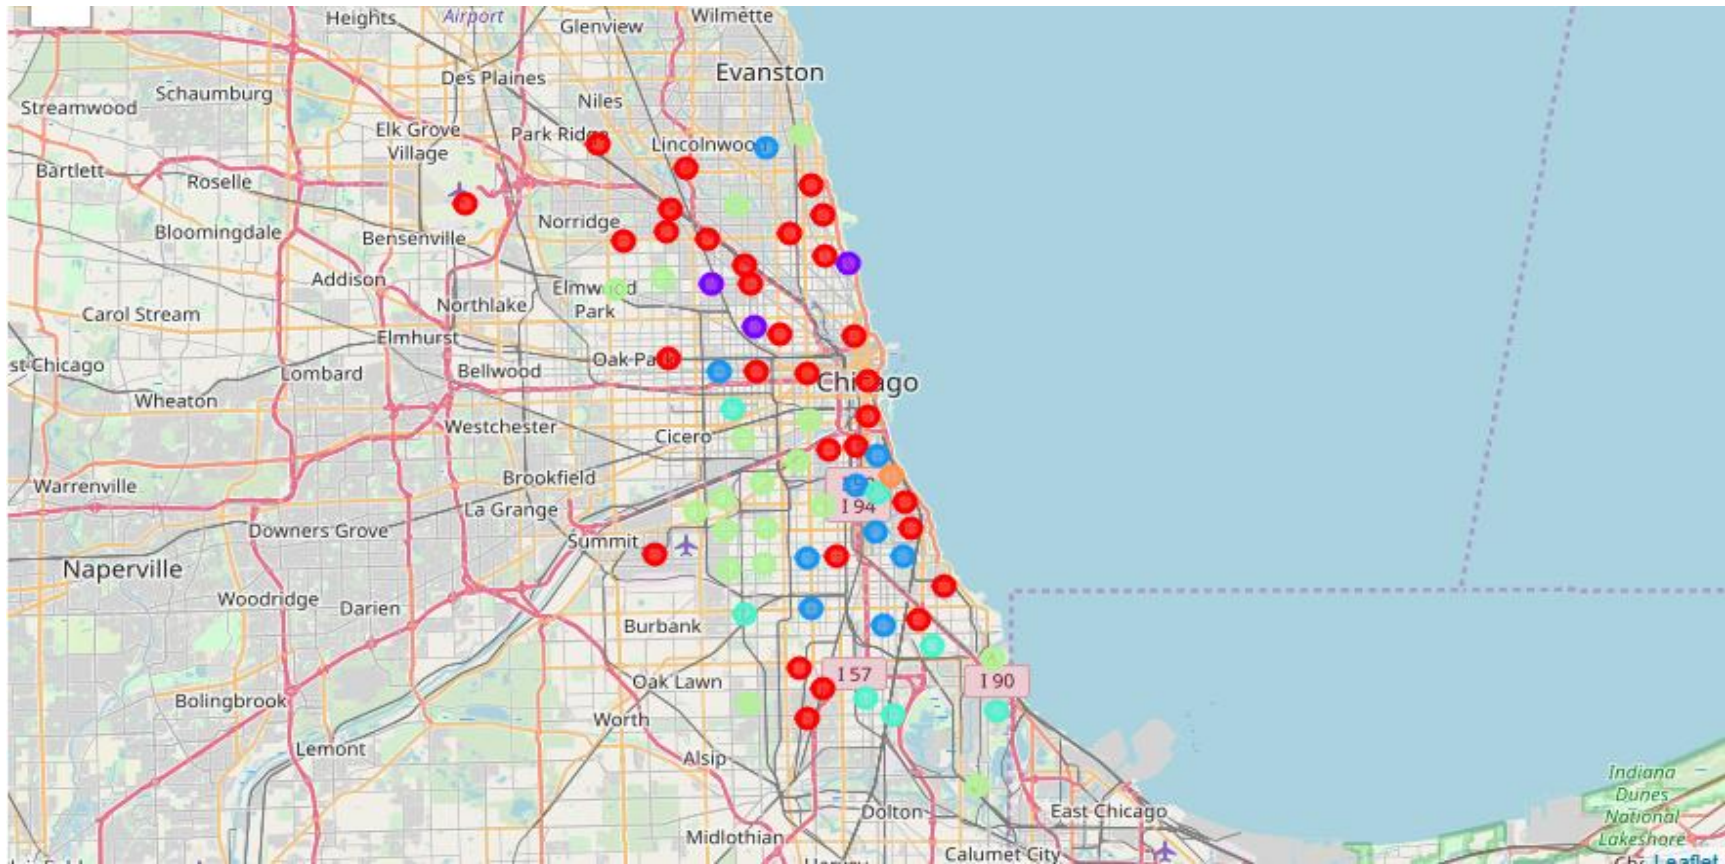 Heights
Airport
Wilmette
Glenview
Evanston
Des Plaines
Schaumburg
Streamwood
Niles
Elk Grove
Village
Park Ridge
Lincolnwood
Bartlett
Roselle
Norridge
Bloomingdale
Bensenville
Addison
Elmwood
Park
Northlake
Carol Stream
Elmhurst
st Chicago
Oak Park
Lombard
Bellwood
Chicago
Wheaton
Westchester
Cicero
Brookfield
Warrenville
La Grange
I 94
Downers Grove
Summit
Naperville
Woodridge
Darien
Burbank
I 57
Oak Lawn
I 90
Bolingbrook
Worth
Lemont
Alsip
Indiana
Dunes
National
Lakeshore
Dolton
East Chicago
Midlothian
Calumet City
Leaflet